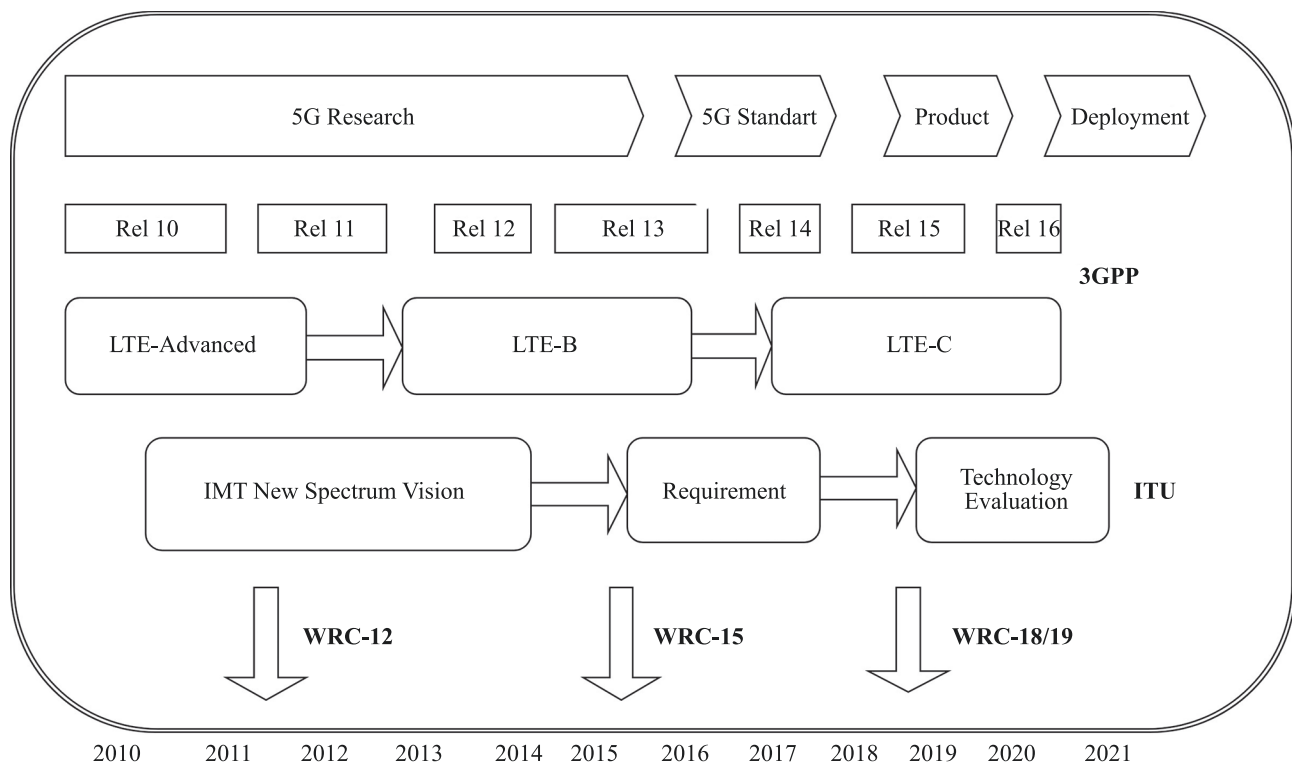 5G Research
5G Standart
Product
Deployment
Rel 10
Rel 11
Rel 12
Rel 13
Rel 14
Rel 15
Rel 16
3GPP
LTE-Advanced
LTE-B
LTE-C
IMT New Spectrum Vision
Requirement
Technology
Evaluation
ITU
WRC-12
WRC-15
WRC-18/19
2010
2011
2012
2013
2014
2015
2016
2017
2018
2019
2020
2021